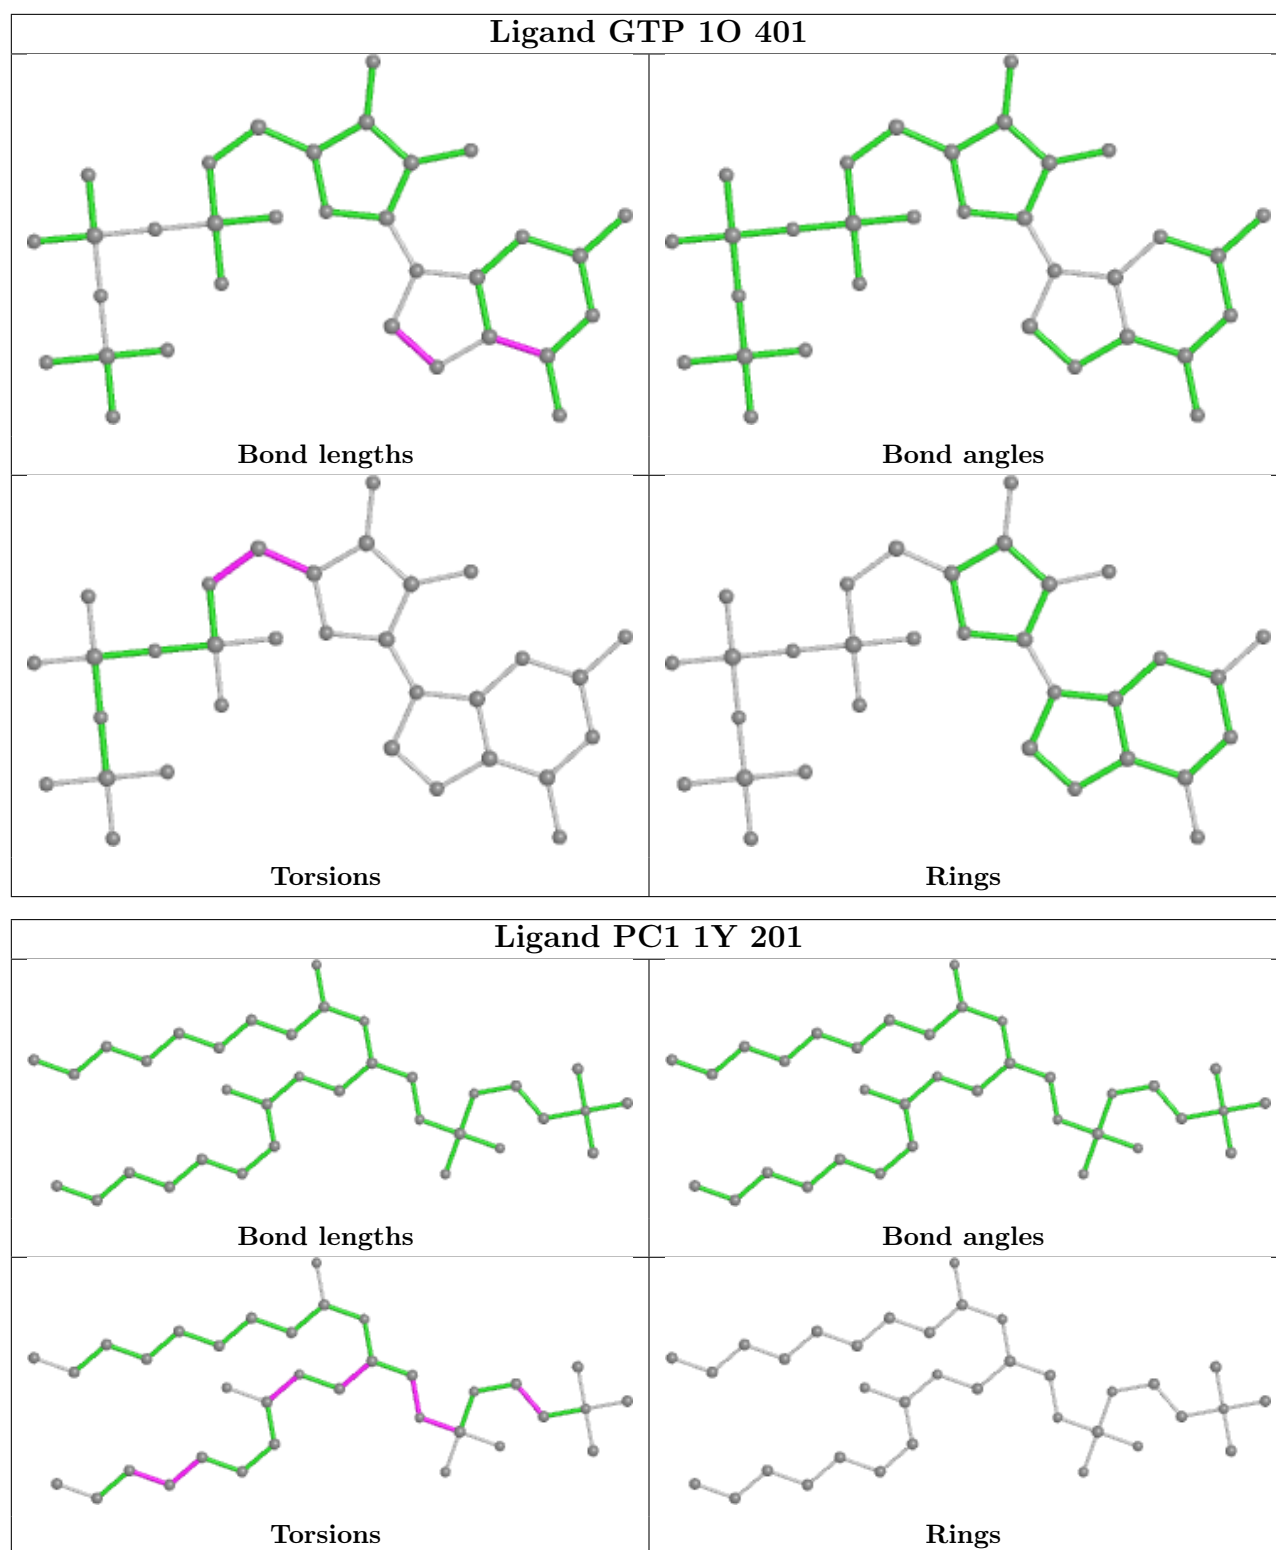 Ligand GTP 1O 401
Bond lengths
Bond angles
Torsions
Rings
Ligand PC1 1Y 201
Bond lengths
Bond angles
Torsions
Rings